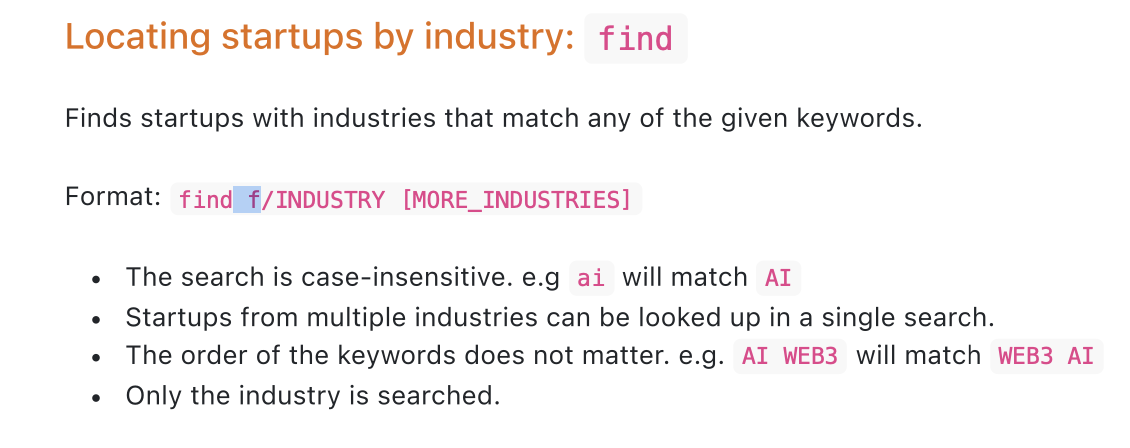 Locating startups by industry: find
Finds startups with industries that match any of the given keywords.
Format: find f/INDUSTRY [MORE_INDUSTRIES]
• The search is case-insensitive. e.g ai will match AI
• Startups from multiple industries can be looked up in a single search.
• The order of the keywords does not matter. e.g. AI WEB3 will match WEB3 AI
• Only the industry is searched.